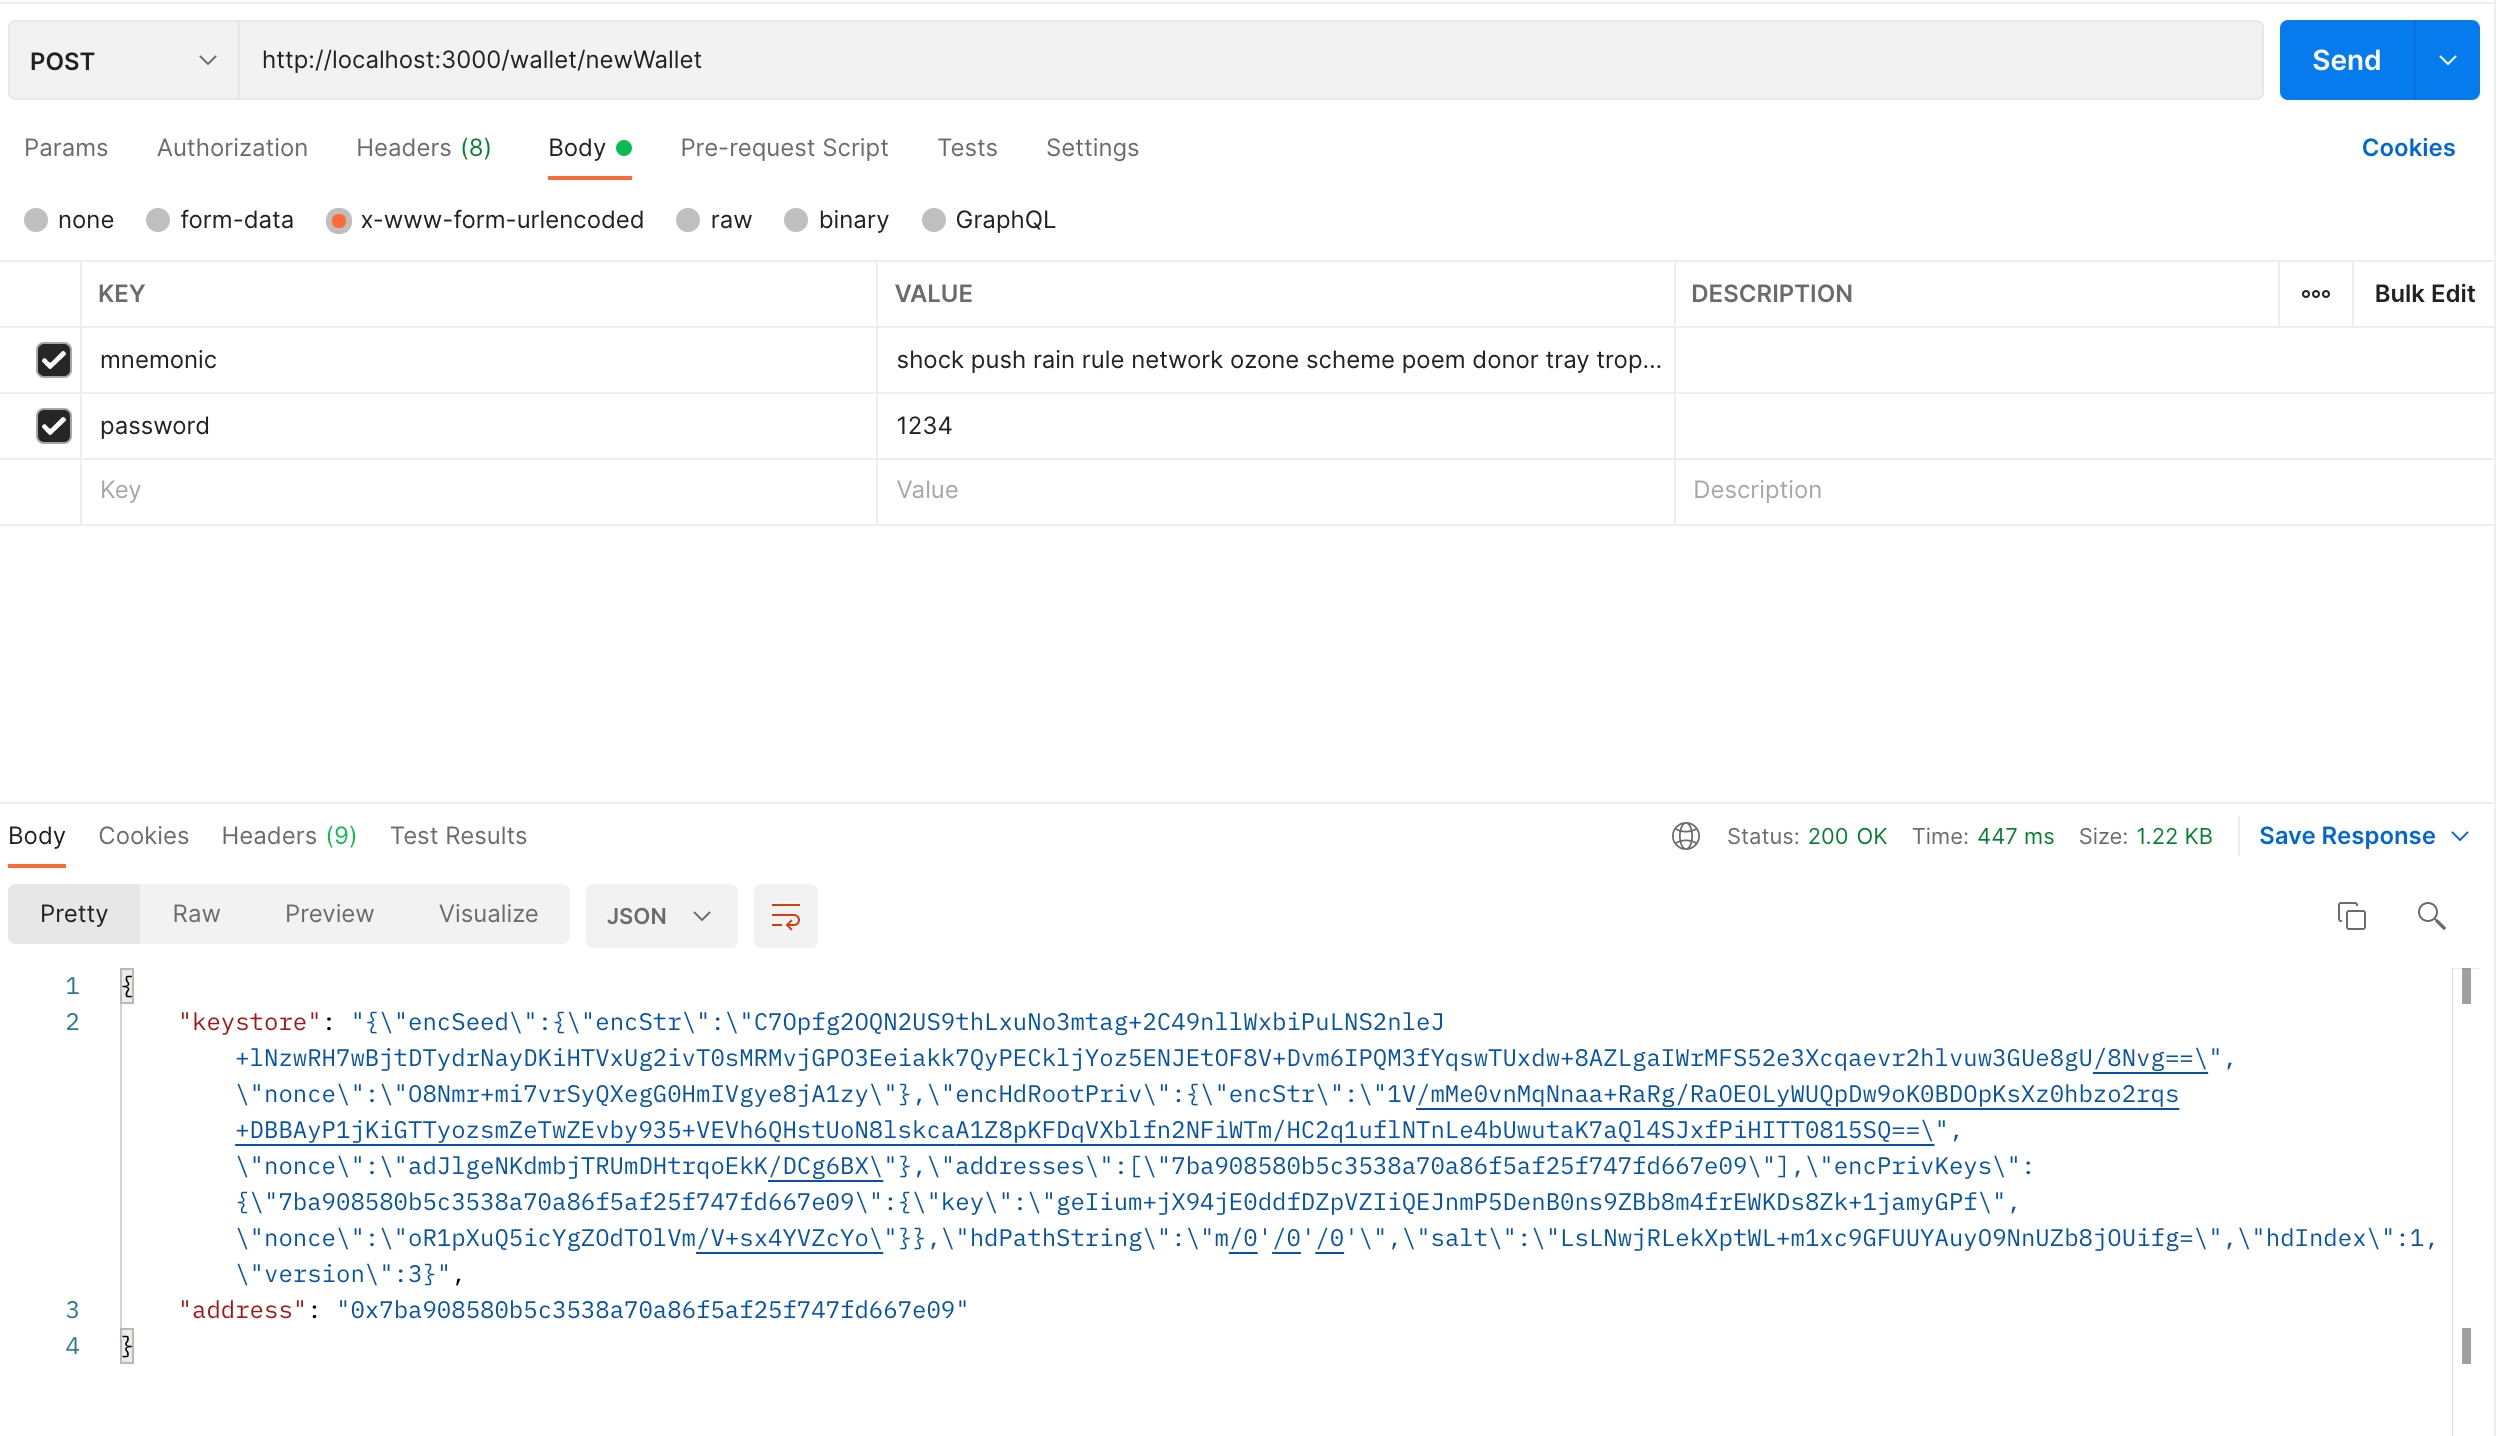 POST http://localhost:3000/wallet/newWallet Send
Params Authorization Headers (8) Body Pre-request Script Tests Settings Cookies
none form-data x-www-form-urlencoded raw binary GraphQL
KEY VALUE DESCRIPTION ooo Bulk Edit
mnemonic shock push rain rule network ozone scheme poem donor tray trop...
password 1234
Key Value Description
Body Cookies Headers (9) Test Results Status: 200 OK Time: 447 ms Size: 1.22 KB Save Response
Pretty Raw Preview Visualize JSON
1 {
2 "keystore": "{\"encSeed\":{\"encStr\":\"C7Opfg2OQN2US9thLxuNo3mtag+2C49nllWxbiPuLNS2nleJ
+lNzwRH7wBjtDTydrNayDKiHTVxUg2ivT0sMRMvjGPO3Eeiakk7QyPECkljYoz5ENJEtOF8V+Dvm6IPQM3fYqswTUxdw+8AZLgaIWrMFS52e3Xcqaevr2hlvuw3GUe8gU/8Nvg==\",
\"nonce\":\"O8Nmr+mi7vrSyQXegG0HmIVgye8jA1zy\"},\"encHdRootPriv\":{\"encStr\":\"1V/mMe0vnMqNnaa+RaRg/RaOEOLyWUQpDw9oK0BDOpKsXz0hbzo2rqs
+DBBAyP1jKiGTTyozsmZeTwZEvby935+VEVh6QHstUoN8lskcaA1Z8pKFDqVXblfn2NFiWTm/HC2q1uflNTnLe4bUwutaK7aQl4SJxfPiHITT0815SQ==\",
\"nonce\":\"adJlgeNKdmbjTRUmDHtrqoEkK/DCg6BX\"},\"addresses\":[\"7ba908580b5c3538a70a86f5af25f747fd667e09\"],\"encPrivKeys\":
{\"7ba908580b5c3538a70a86f5af25f747fd667e09\":{\"key\":\"geIium+jX94jE0ddfDZpVZIiQEJnmP5DenB0ns9ZBb8m4frEWKDs8Zk+1jamyGPf\",
\"nonce\":\"oR1pXuQ5icYgZOdTOlVm/V+sx4YVZcYo\"}},\"hdPathString\":\"m/0'/0'/0'\",\"salt\":\"LsLNwjRLekXptWL+m1xc9GFUUYAuyO9NnUZb8jOUifg=\",\"hdIndex\":1,
\"version\":3}",
3 "address": "0x7ba908580b5c3538a70a86f5af25f747fd667e09"
4 }